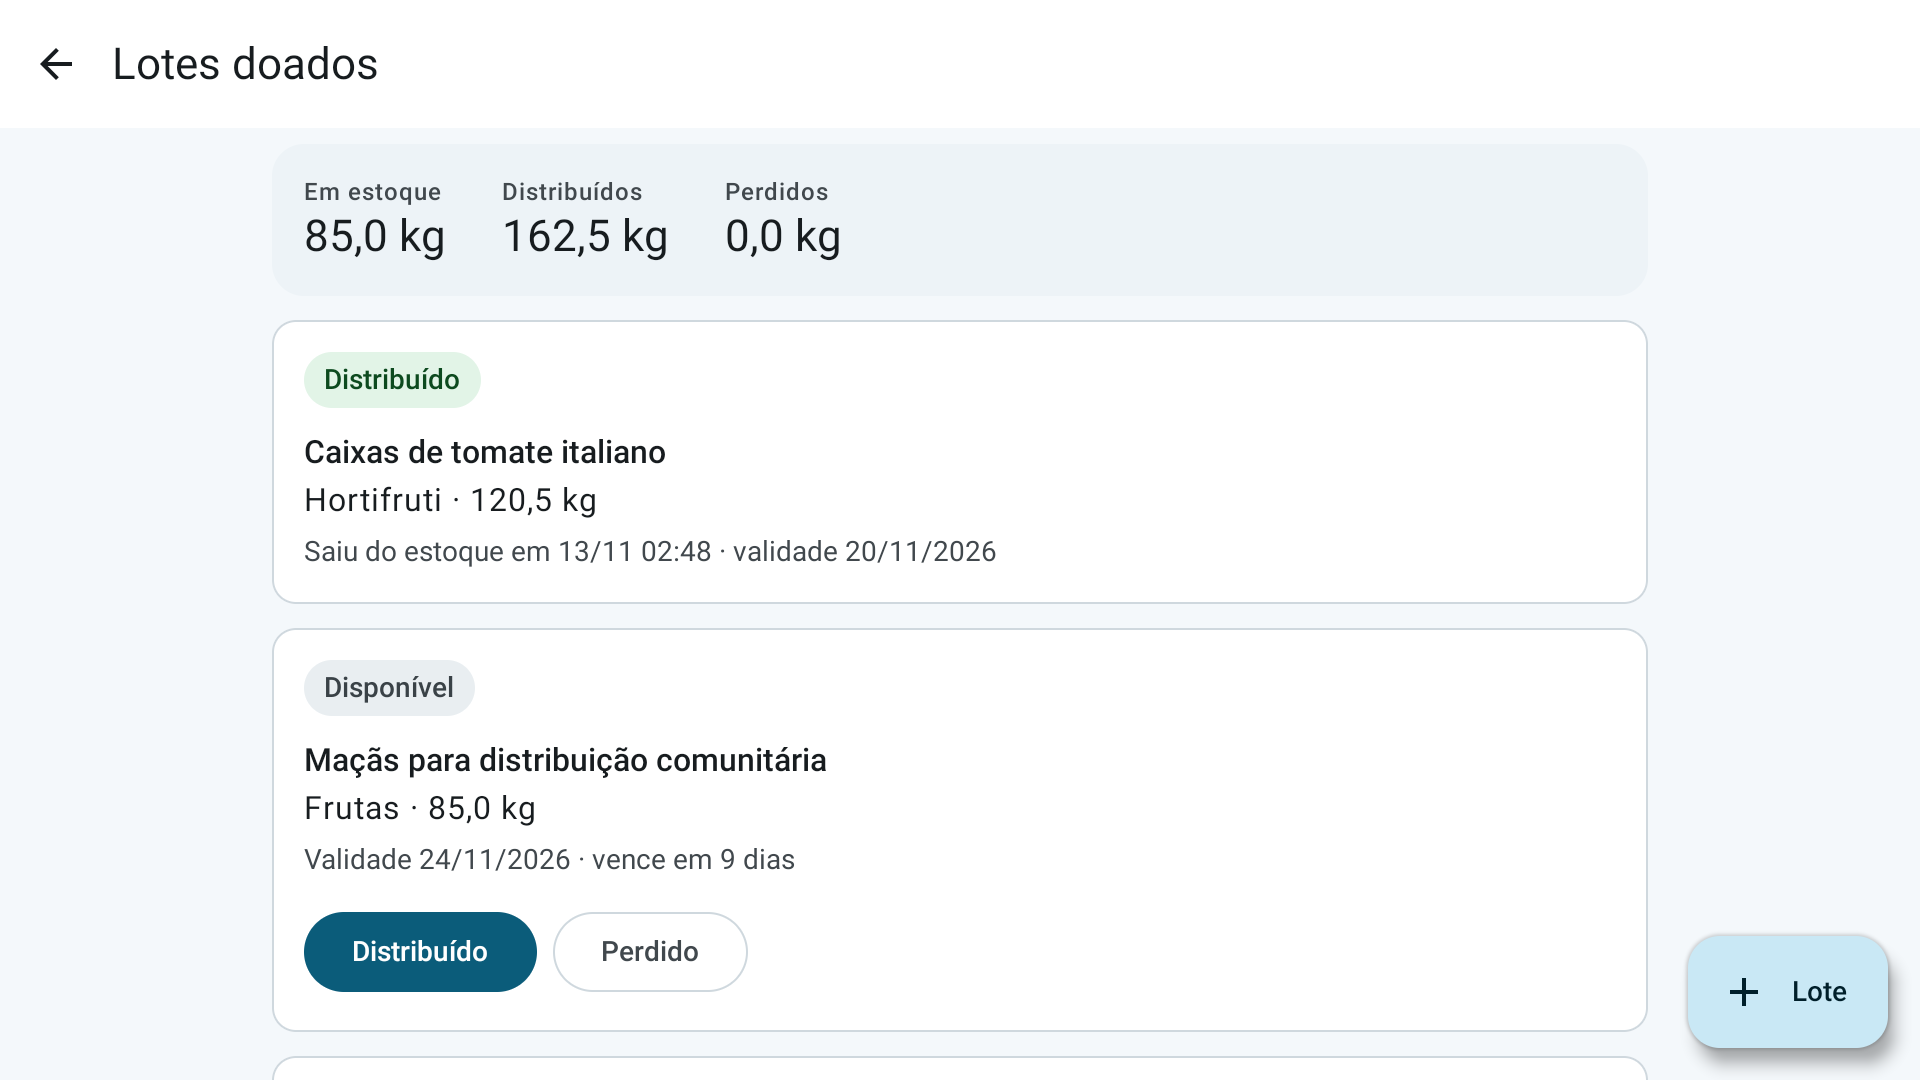 Lotes doados
Em estoque
85,0 kg
Distribuídos
162,5 kg
Perdidos
0,0 kg
Distribuído
Caixas de tomate italiano
Hortifruti · 120,5 kg
Saiu do estoque em 13/11 02:48 · validade 20/11/2026
Disponível
Maçãs para distribuição comunitária
Frutas · 85,0 kg
Validade 24/11/2026 · vence em 9 dias
Distribuído
Perdido
Lote